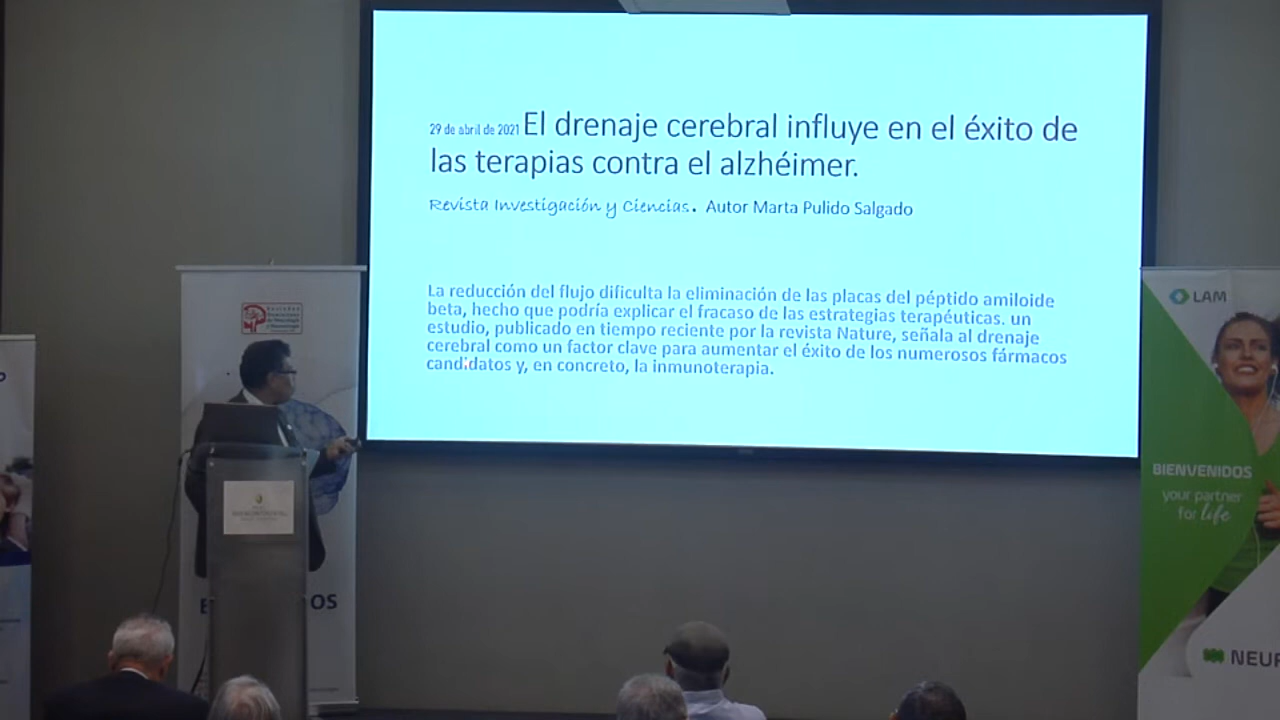 29 de abril de 2021 El drenaje cerebral influye en el éxito de
las terapias contra el alzhéimer.
Revista Investigación y Ciencias. Autor Marta Pulido Salgado
La reducción del flujo dificulta la eliminación de las placas del péptido amiloide
beta, hecho que podría explicar el fracaso de las estrategias terapéuticas. un
estudio, publicado en tiempo reciente por la revista Nature, señala al drenaje
cerebral como un factor clave para aumentar el éxito de los numerosos fármacos
candidatos y, en concreto, la inmunoterapia.
LAM
BIENVENIDOS
your partner
for life
NEUR
OS